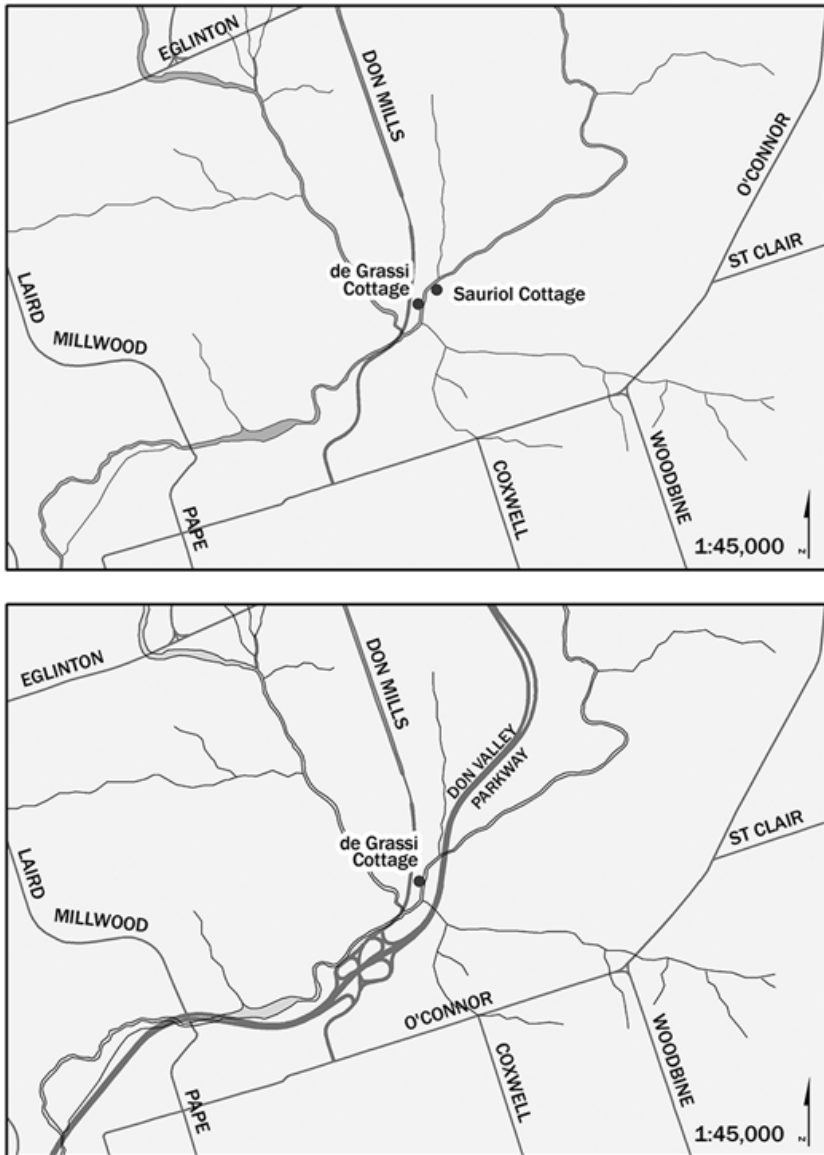 EGLINTON
DON MILLS
O'CONNOR
ST CLAIR
de Grassi
Cottage
Sauriol Cottage
LAIRD
MILLWOOD
PAPE
COXWELL
WOODBINE
1:45,000
N
EGLINTON
DON MILLS
DON VALLEY
PARKWAY
ST CLAIR
de Grassi
Cottage
LAIRD
MILLWOOD
O'CONNOR
PAPE
COXWELL
WOODBINE
1:45,000
N